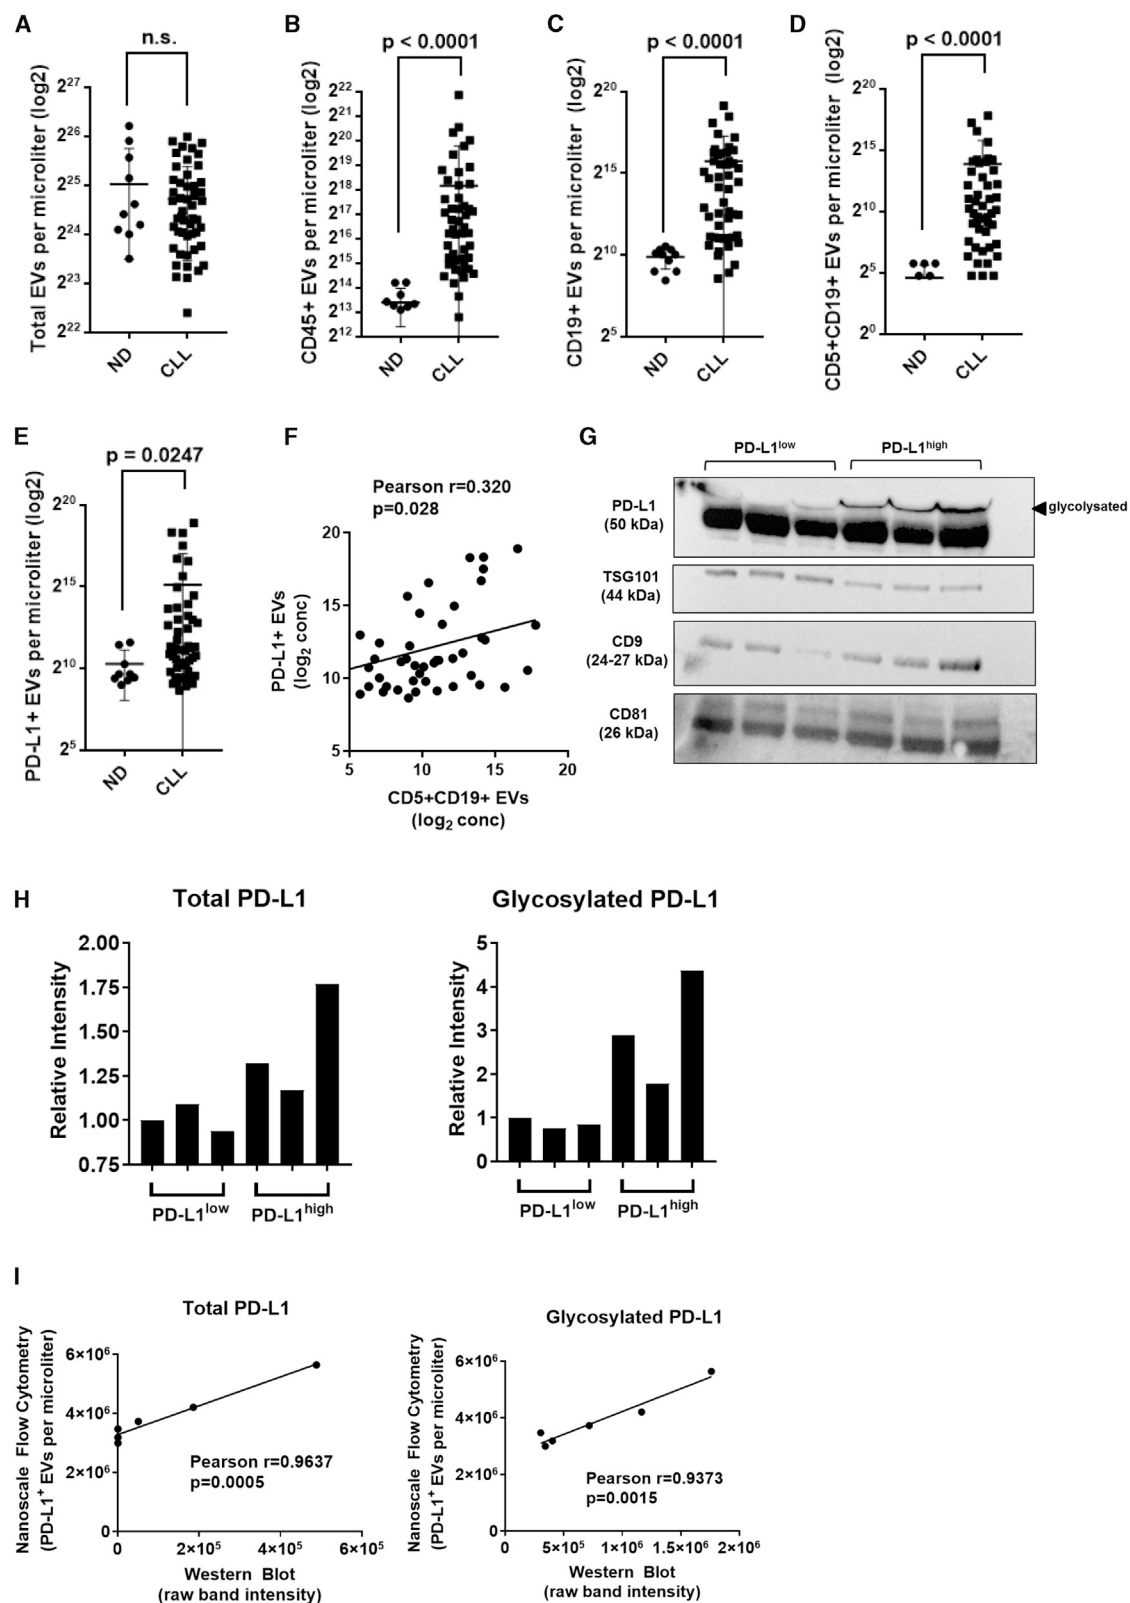 A
n.s.
Total EVs per microliter (log2)
2^27
2^26
2^25
2^24
2^23
2^22
ND
CLL
B
p < 0.0001
CD45+ EVs per microliter (log2)
2^22
2^21
2^20
2^19
2^18
2^17
2^16
2^15
2^14
2^13
2^12
ND
CLL
C
p < 0.0001
CD19+ EVs per microliter (log2)
2^20
2^15
2^10
2^5
ND
CLL
D
p < 0.0001
CD5+CD19+ EVs per microliter (log2)
2^20
2^15
2^10
2^5
2^0
ND
CLL
E
p = 0.0247
PD-L1+ EVs per microliter (log2)
2^20
2^15
2^10
2^5
ND
CLL
F
Pearson r=0.320
p=0.028
PD-L1+ EVs
(log2 conc)
20
15
10
5
5
10
15
20
CD5+CD19+ EVs
(log2 conc)
G
PD-L1low
PD-L1high
PD-L1
(50 kDa)
glycolysated
TSG101
(44 kDa)
CD9
(24-27 kDa)
CD81
(26 kDa)
H
Total PD-L1
Relative Intensity
2.00
1.75
1.50
1.25
1.00
0.75
PD-L1low
PD-L1high
Glycosylated PD-L1
Relative Intensity
5
4
3
2
1
0
PD-L1low
PD-L1high
I
Total PD-L1
Nanoscale Flow Cytometry
(PD-L1+ EVs per microliter)
6×10^6
4×10^6
2×10^6
0
Pearson r=0.9637
p=0.0005
0
2×10^5
4×10^5
6×10^5
Western Blot
(raw band intensity)
Glycosylated PD-L1
Nanoscale Flow Cytometry
(PD-L1+ EVs per microliter)
6×10^6
4×10^6
2×10^6
0
Pearson r=0.9373
p=0.0015
0
5×10^5
1×10^6
1.5×10^6
2×10^6
Western Blot
(raw band intensity)